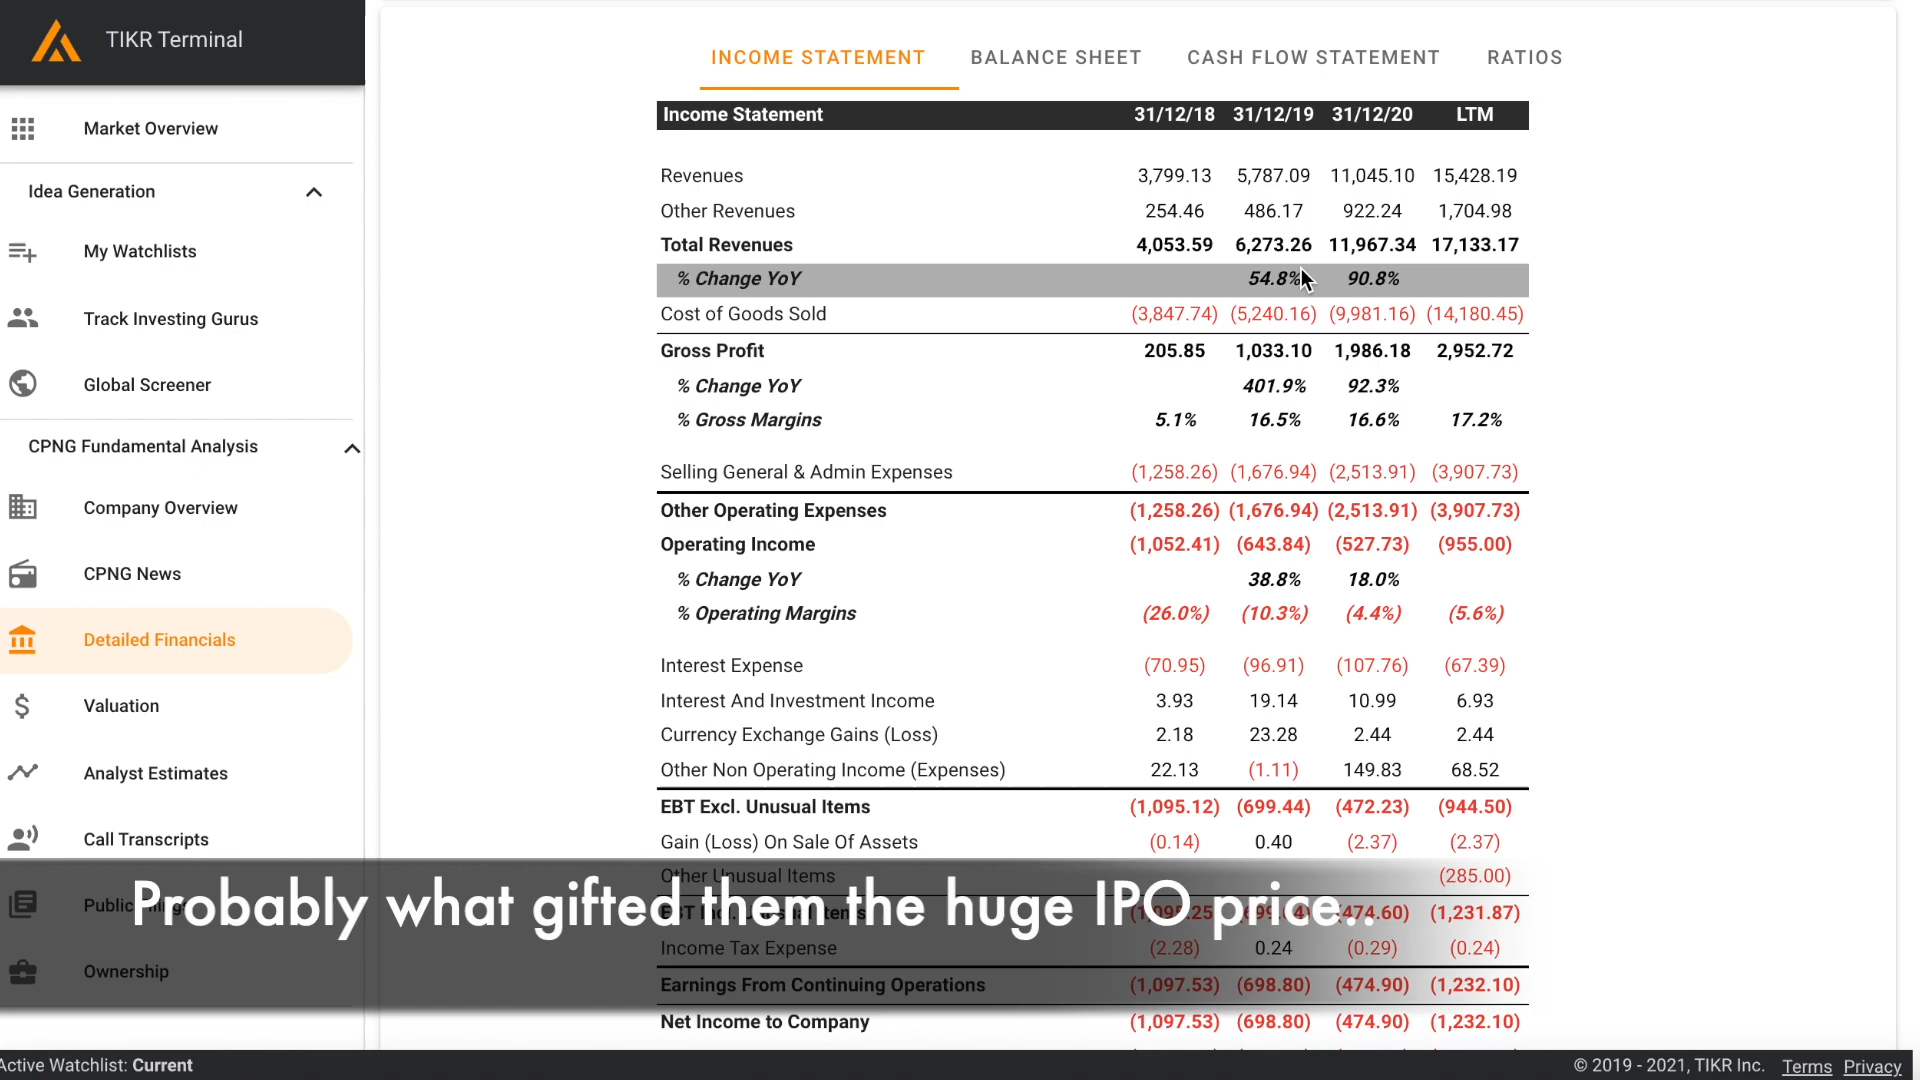 TIKR Terminal
INCOME STATEMENT BALANCE SHEET CASH FLOW STATEMENT RATIOS
Market Overview
Idea Generation
My Watchlists
Track Investing Gurus
Global Screener
CPNG Fundamental Analysis
Company Overview
CPNG News
Detailed Financials
Valuation
Analyst Estimates
Call Transcripts
Ownership
Income Statement 31/12/18 31/12/19 31/12/20 LTM
Revenues 3,799.13 5,787.09 11,045.10 15,428.19
Other Revenues 254.46 486.17 922.24 1,704.98
Total Revenues 4,053.59 6,273.26 11,967.34 17,133.17
% Change YoY 54.8% 90.8%
Cost of Goods Sold (3,847.74) (5,240.16) (9,981.16) (14,180.45)
Gross Profit 205.85 1,033.10 1,986.18 2,952.72
% Change YoY 401.9% 92.3%
% Gross Margins 5.1% 16.5% 16.6% 17.2%
Selling General & Admin Expenses (1,258.26) (1,676.94) (2,513.91) (3,907.73)
Other Operating Expenses (1,258.26) (1,676.94) (2,513.91) (3,907.73)
Operating Income (1,052.41) (643.84) (527.73) (955.00)
% Change YoY 38.8% 18.0%
% Operating Margins (26.0%) (10.3%) (4.4%) (5.6%)
Interest Expense (70.95) (96.91) (107.76) (67.39)
Interest And Investment Income 3.93 19.14 10.99 6.93
Currency Exchange Gains (Loss) 2.18 23.28 2.44 2.44
Other Non Operating Income (Expenses) 22.13 (1.11) 149.83 68.52
EBT Excl. Unusual Items (1,095.12) (699.44) (472.23) (944.50)
Gain (Loss) On Sale Of Assets (0.14) 0.40 (2.37) (2.37)
Other Unusual Items (285.00)
(1,231.87)
Probably what gifted them the huge IPO price..
Income Tax Expense (2.28) 0.24 (0.29) (0.24)
Earnings From Continuing Operations (1,097.53) (698.80) (474.90) (1,232.10)
Net Income to Company (1,097.53) (698.80) (474.90) (1,232.10)
Active Watchlist: Current
© 2019 - 2021, TIKR Inc. Terms Privacy